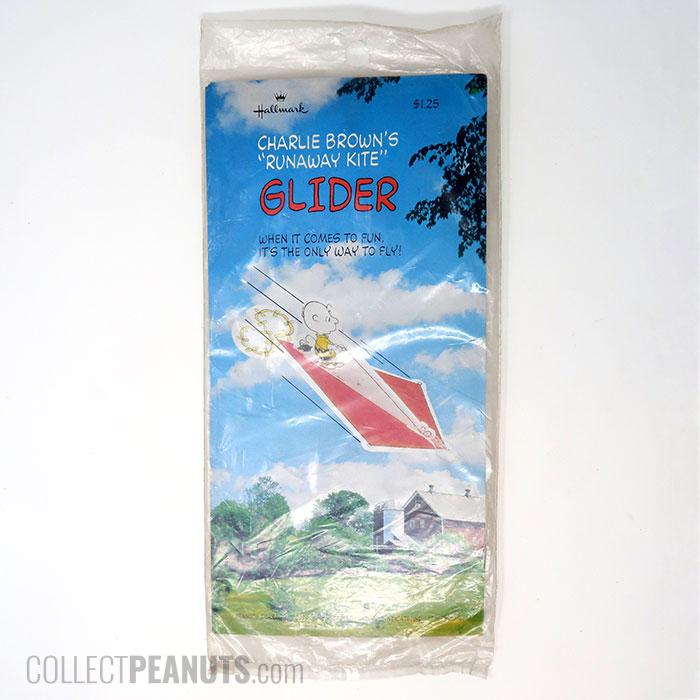 Hallmark
$1.25
CHARLIE BROWN'S
"RUNAWAY KITE"
GLIDER
WHEN IT COMES TO FUN,
IT'S THE ONLY WAY TO FLY!
COLLECTPEANUTS.com